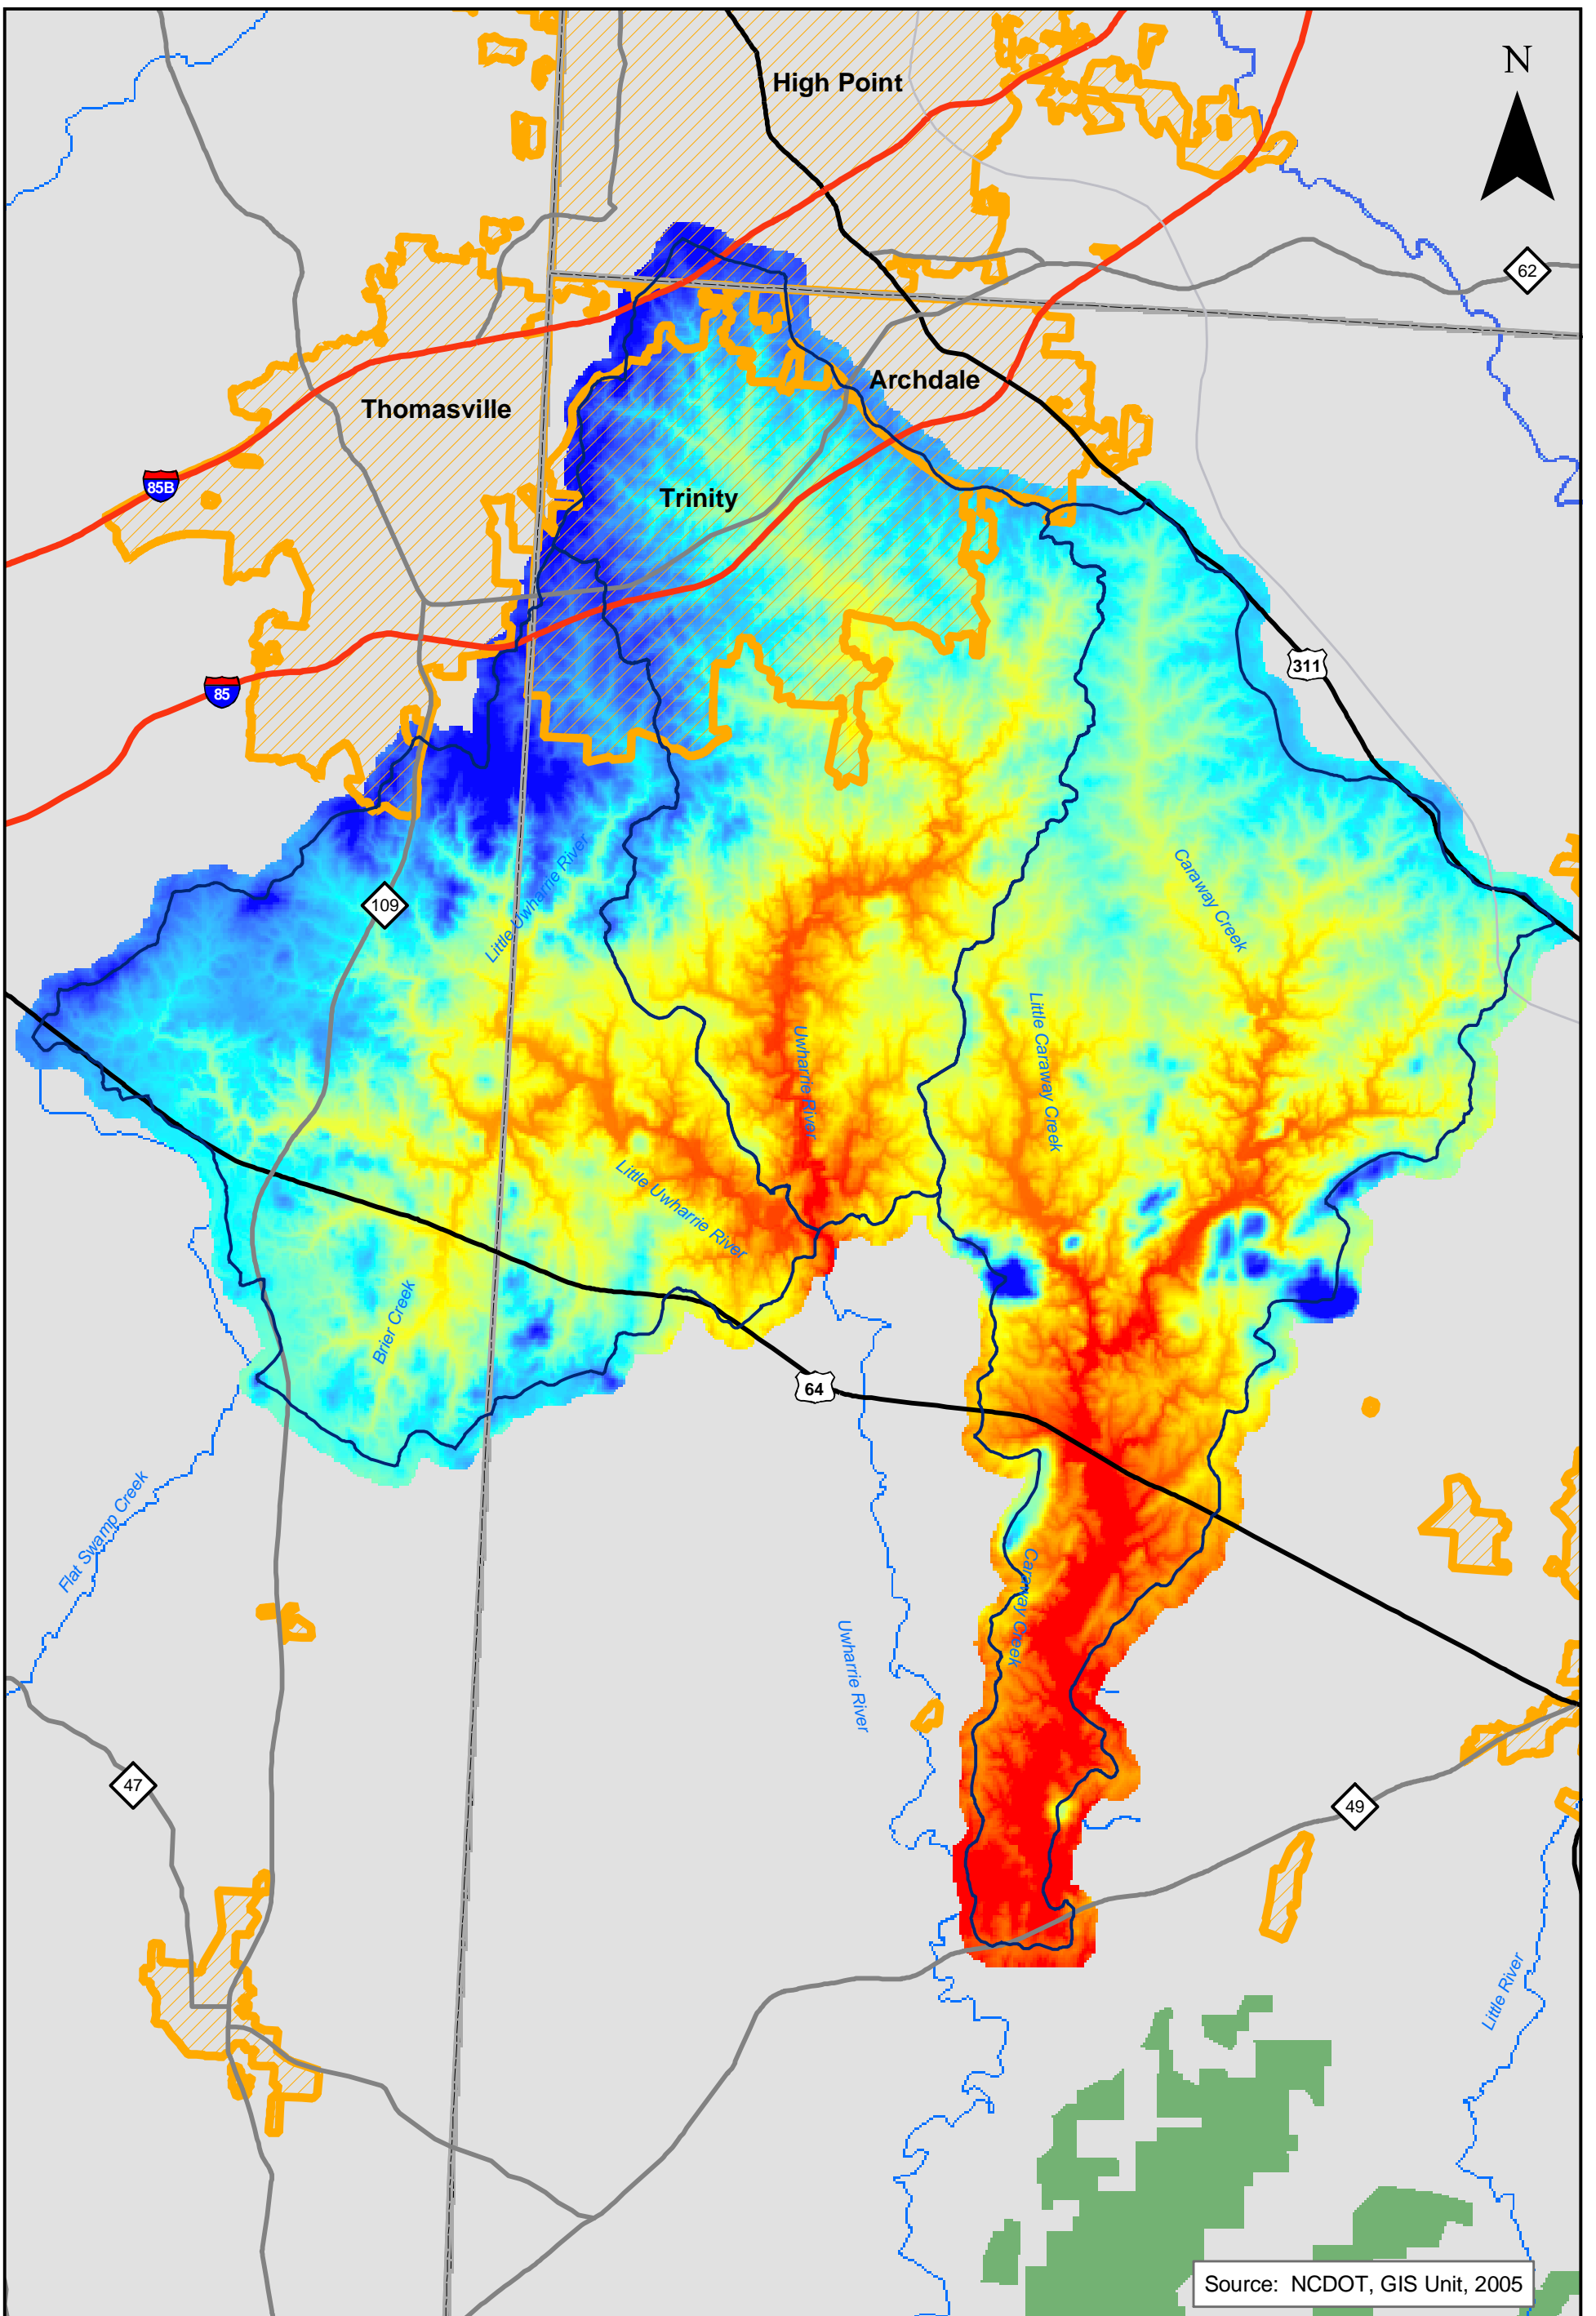 N
High Point
62
Archdale
Thomasville
85B
Trinity
311
85
Caraway Creek
109
Little Uwharrie River
Little Caraway Creek
Uwharrie River
Little Uwharrie River
Brier Creek
64
Flat Swamp Creek
Caraway Creek
Uwharrie River
47
49
Little River
Source: NCDOT, GIS Unit, 2005